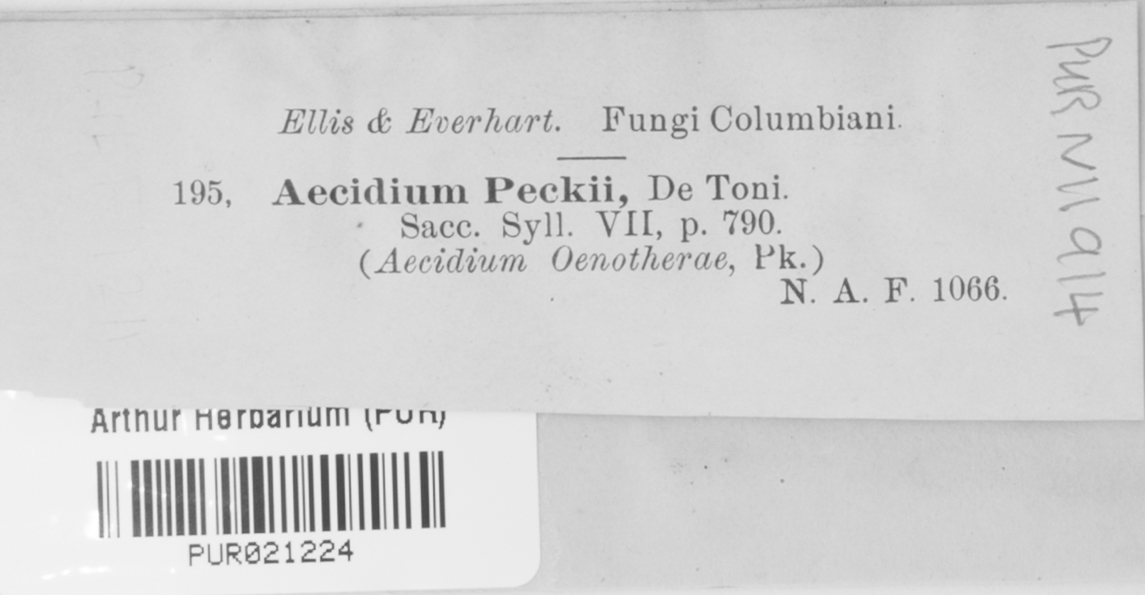 Ellis & Everhart. Fungi Columbiani.
195, Aecidium Peckii, De Toni.
Sacc. Syll. VII, p. 790.
(Aecidium Oenotherae, Pk.)
N. A. F. 1066.
Arthur Herbarium (PUR)
PUR021224
PUR